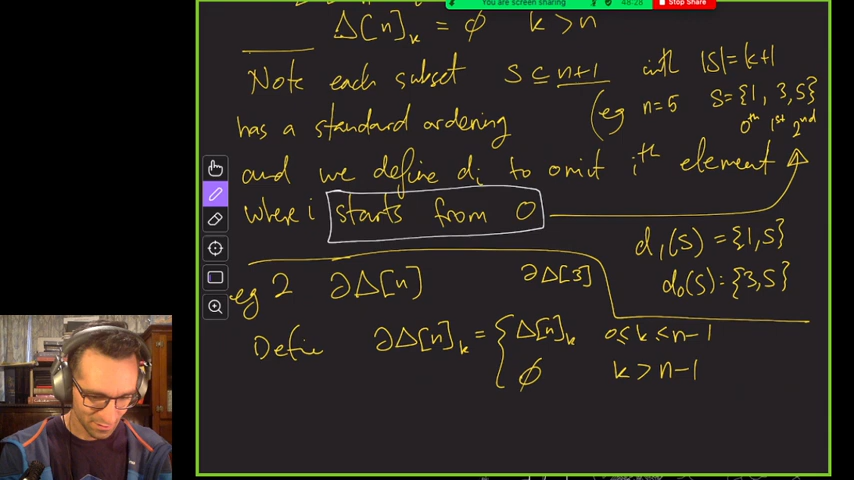 You are screen sharing 48:28 Stop Share
Δ[n]ₖ = ∅ k > n
Note each subset S ⊆ n+1 with |S| = k+1
(eg n=5 S = {1, 3, 5}
0th 1st 2nd
has a standard ordering
and we define dᵢ to omit ith element
where i starts from 0
d₁(S) = {1,5}
d₀(S) = {3,5}
eg 2 ∂Δ[n] ∂Δ[3]
Define ∂Δ[n]ₖ = { Δ[n]ₖ 0 ≤ k ≤ n-1
∅ k > n-1